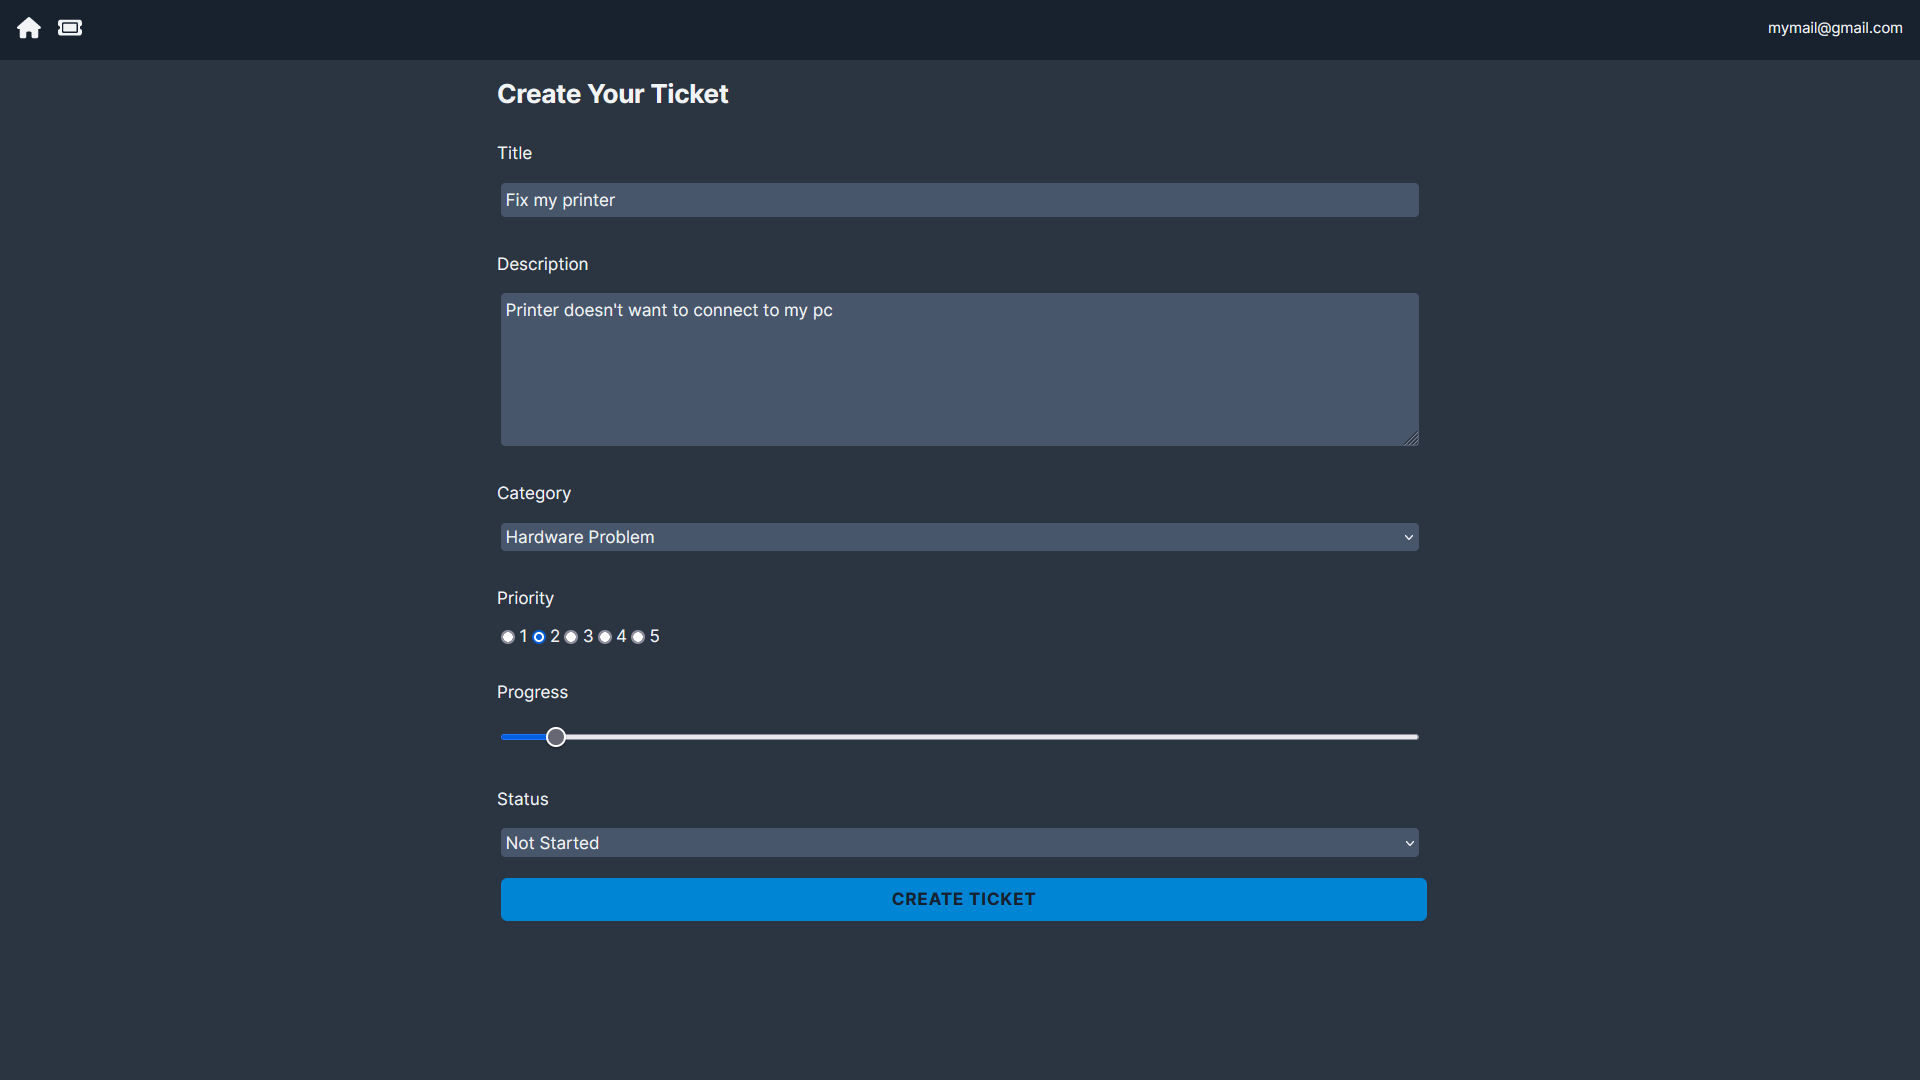 mymail@gmail.com
Create Your Ticket
Title
Fix my printer
Description
Printer doesn't want to connect to my pc
Category
Hardware Problem
Priority
1 2 3 4 5
Progress
Status
Not Started
CREATE TICKET